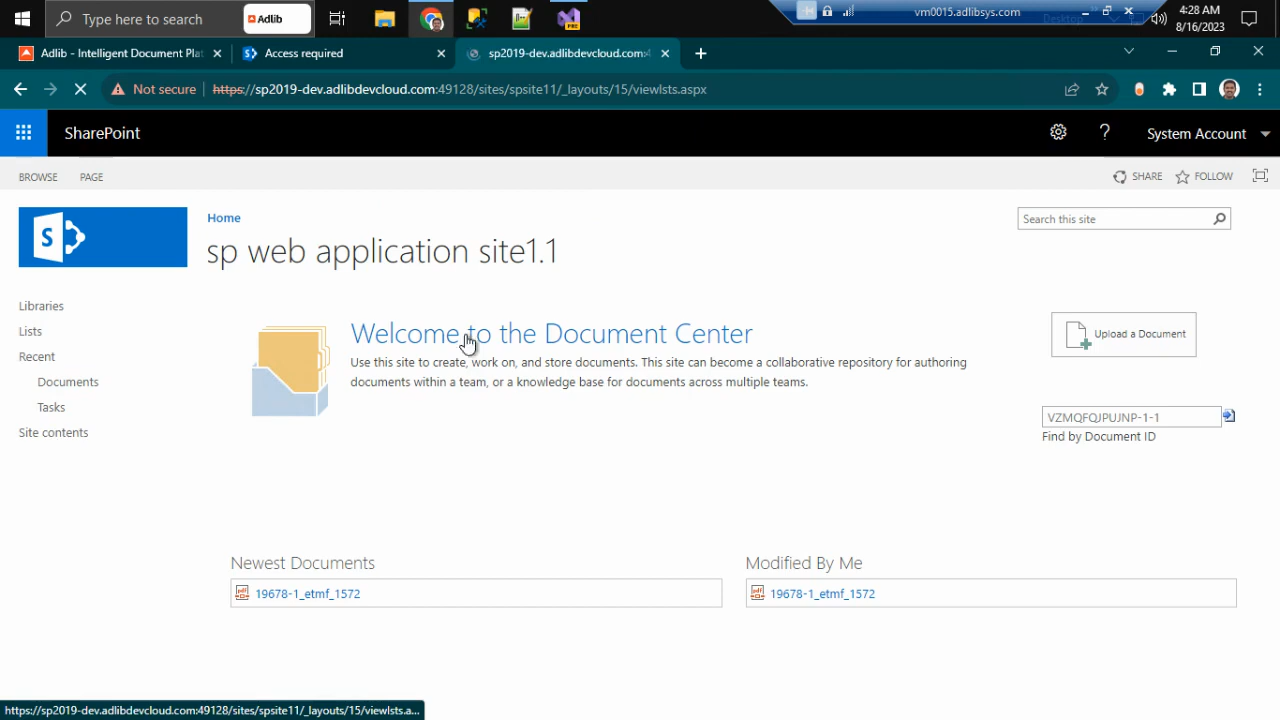 Type here to search
Adlib
vm0015.adlibsys.com
Desktop
4:28 AM
8/16/2023
Adlib - Intelligent Document Plat
Access required
sp2019-dev.adlibdevcloud.com:4
Not secure
https://sp2019-dev.adlibdevcloud.com:49128/sites/spsite11/_layouts/15/viewlsts.aspx
SharePoint
System Account
BROWSE
PAGE
SHARE
FOLLOW
Home
Search this site
sp web application site1.1
Libraries
Lists
Recent
Documents
Tasks
Site contents
Welcome to the Document Center
Use this site to create, work on, and store documents. This site can become a collaborative repository for authoring
documents within a team, or a knowledge base for documents across multiple teams.
Upload a Document
VZMQFQJPUJNP-1-1
Find by Document ID
Newest Documents
19678-1_etmf_1572
Modified By Me
19678-1_etmf_1572
https://sp2019-dev.adlibdevcloud.com:49128/sites/spsite11/_layouts/15/viewlsts.a...